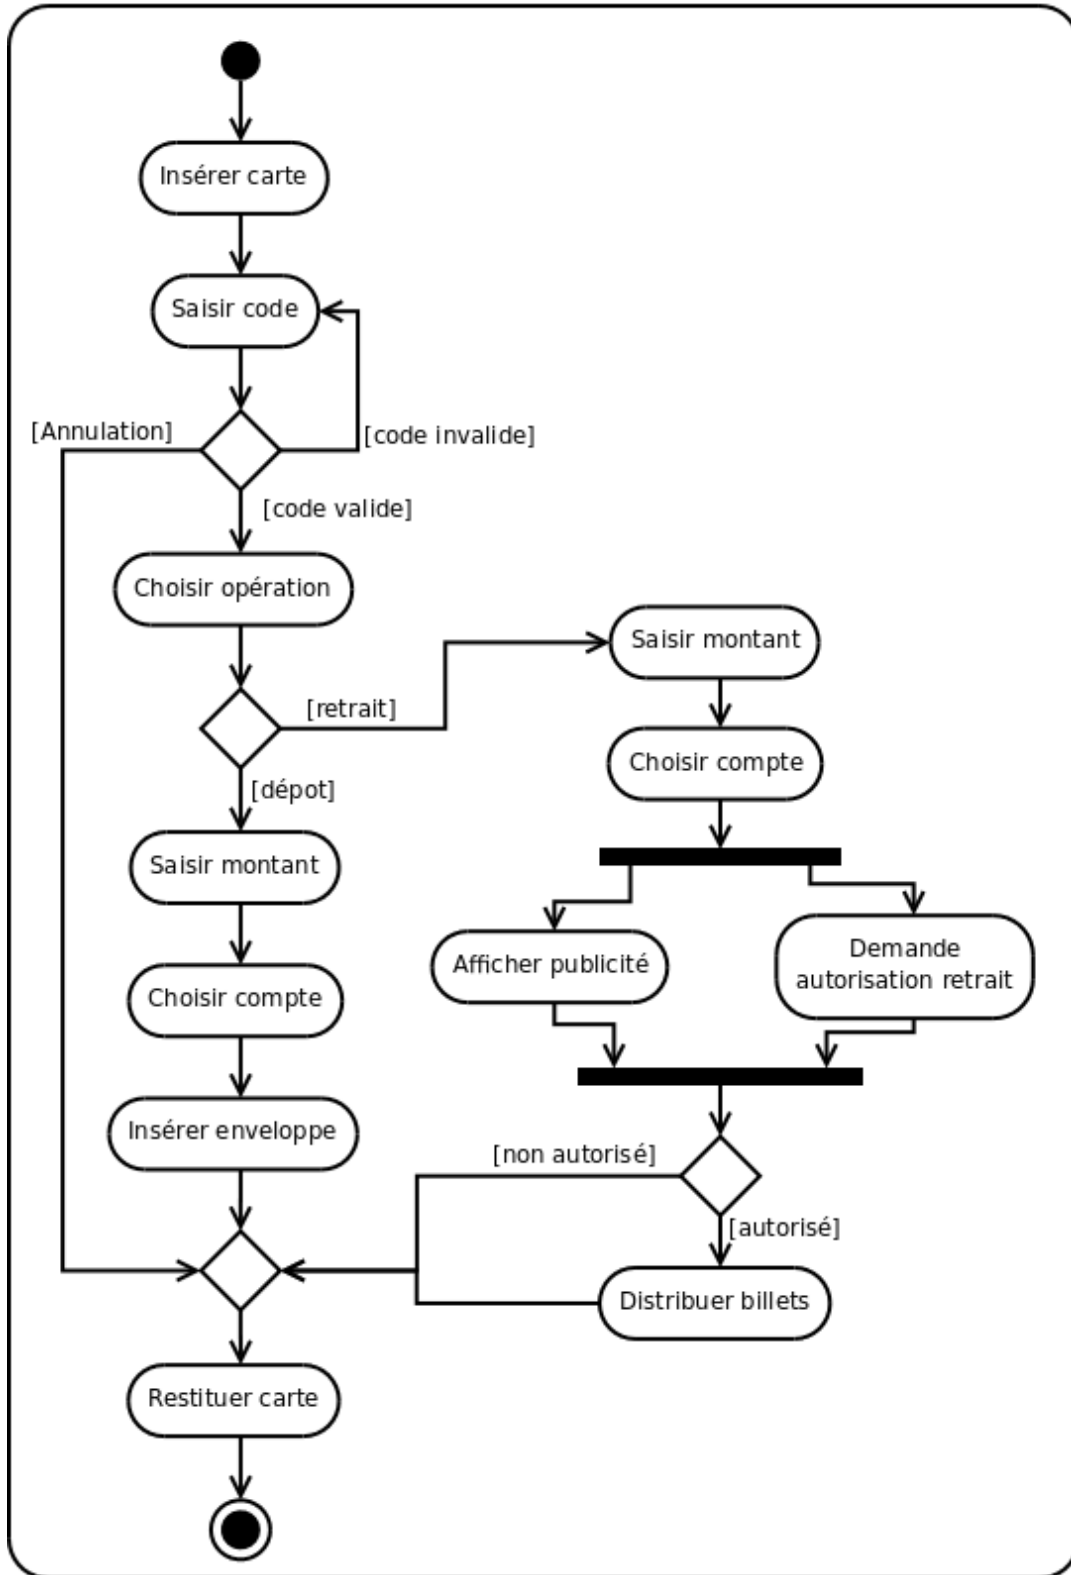 Insérer carte
Saisir code
[Annulation]
[code invalide]
[code valide]
Choisir opération
[retrait]
[dépot]
Saisir montant
Choisir compte
Insérer enveloppe
Saisir montant
Choisir compte
Afficher publicité
Demande
autorisation retrait
[non autorisé]
[autorisé]
Distribuer billets
Restituer carte